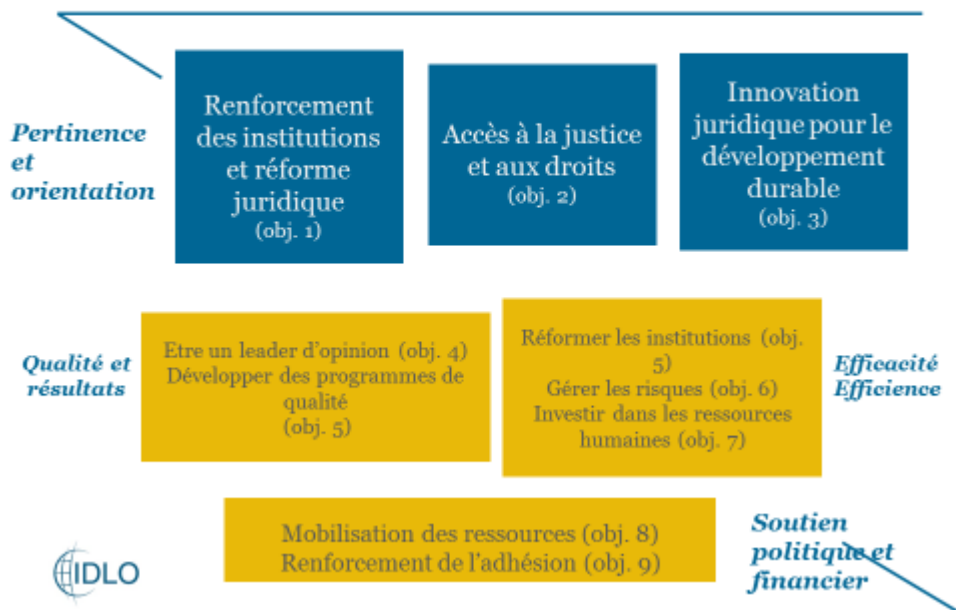 Pertinence
et
orientation
Renforcement
des institutions
et réforme
juridique
(obj. 1)
Accès à la justice
et aux droits
(obj. 2)
Innovation
juridique pour le
développement
durable
(obj. 3)
Qualité et
résultats
Etre un leader d'opinion (obj. 4)
Développer des programmes de
qualité
(obj. 5)
Réformer les institutions (obj.
5)
Gérer les risques (obj. 6)
Investir dans les ressources
humaines (obj. 7)
Efficacité
Efficience
Mobilisation des ressources (obj. 8)
Renforcement de l'adhésion (obj. 9)
Soutien
politique et
financier
IDLO